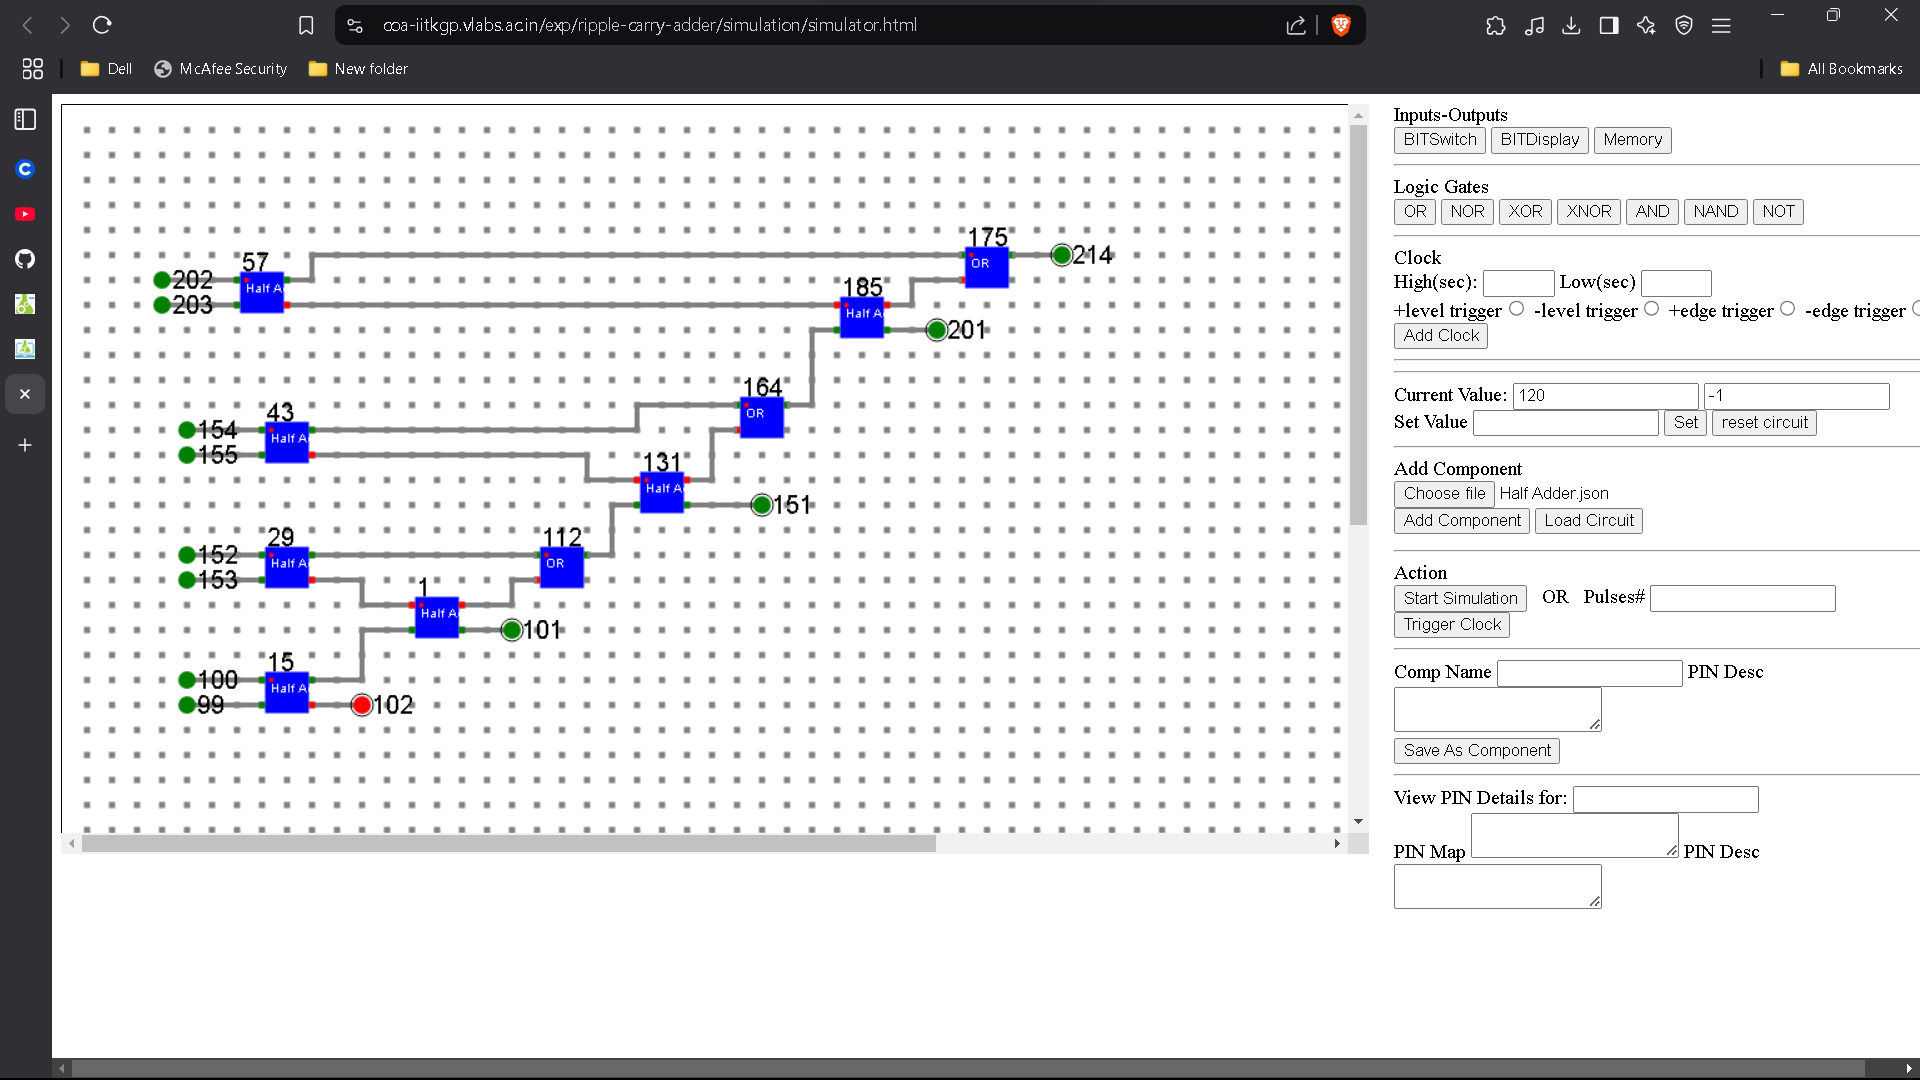 coa-iitkgp.vlabs.ac.in/exp/ripple-carry-adder/simulation/simulator.html
Dell McAfee Security New folder All Bookmarks
175
OR
214
57
Half A
202
203
185
Half A
201
164
OR
43
Half A
154
155
131
Half A
151
29
Half A
152
153
112
OR
1
Half A
101
15
Half A
100
99
102
Inputs-Outputs
BITSwitch BITDisplay Memory
Logic Gates
OR NOR XOR XNOR AND NAND NOT
Clock
High(sec): Low(sec)
+level trigger -level trigger +edge trigger -edge trigger
Add Clock
Current Value: 120 -1
Set Value Set reset circuit
Add Component
Choose file Half Adder.json
Add Component Load Circuit
Action
Start Simulation OR Pulses#
Trigger Clock
Comp Name PIN Desc
Save As Component
View PIN Details for:
PIN Map PIN Desc